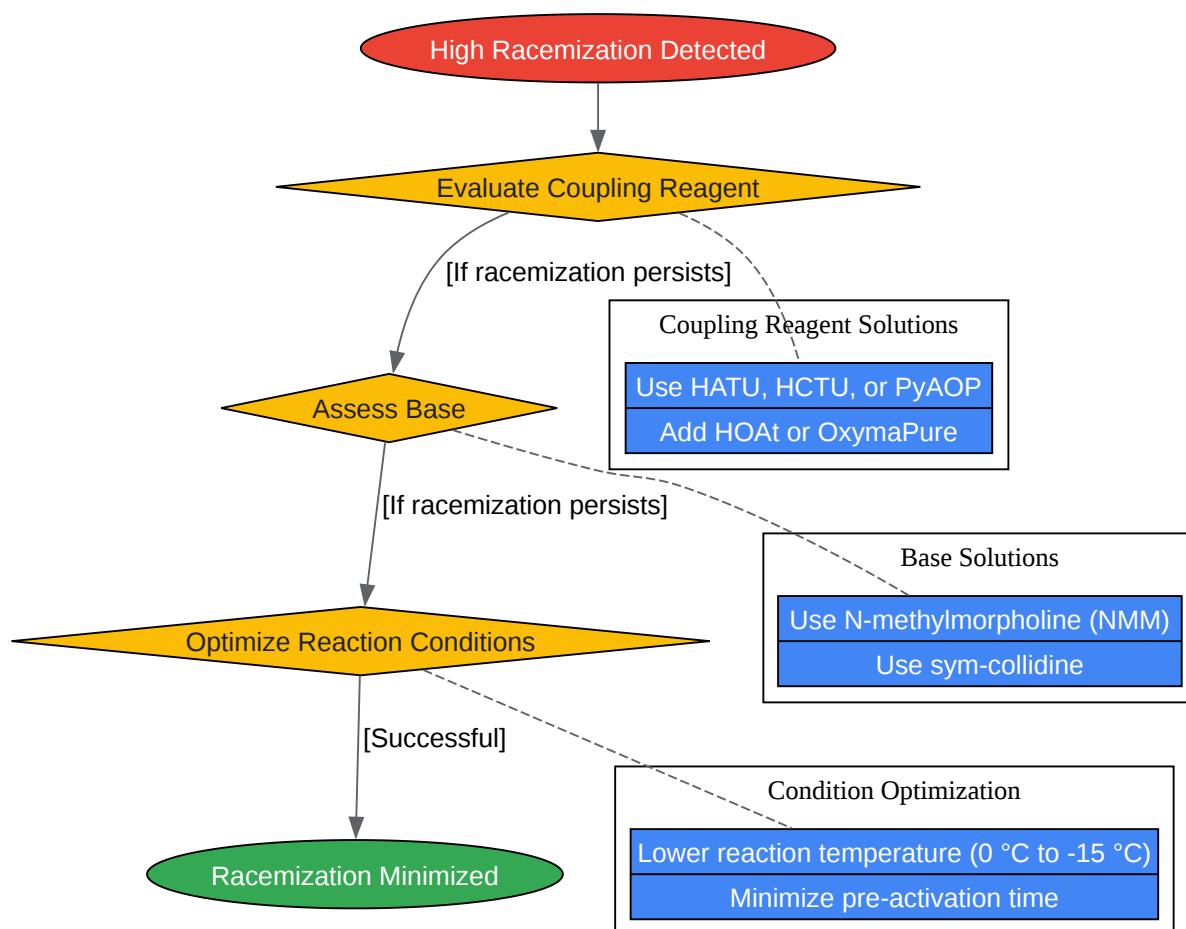 High Racemization Detected
Evaluate Coupling Reagent
[If racemization persists]
Coupling Reagent Solutions
Use HATU, HCTU, or PyAOP
Add HOAt or OxymaPure
Assess Base
[If racemization persists]
Base Solutions
Use N-methylmorpholine (NMM)
Use sym-collidine
Optimize Reaction Conditions
[Successful]
Condition Optimization
Lower reaction temperature (0 °C to -15 °C)
Minimize pre-activation time
Racemization Minimized